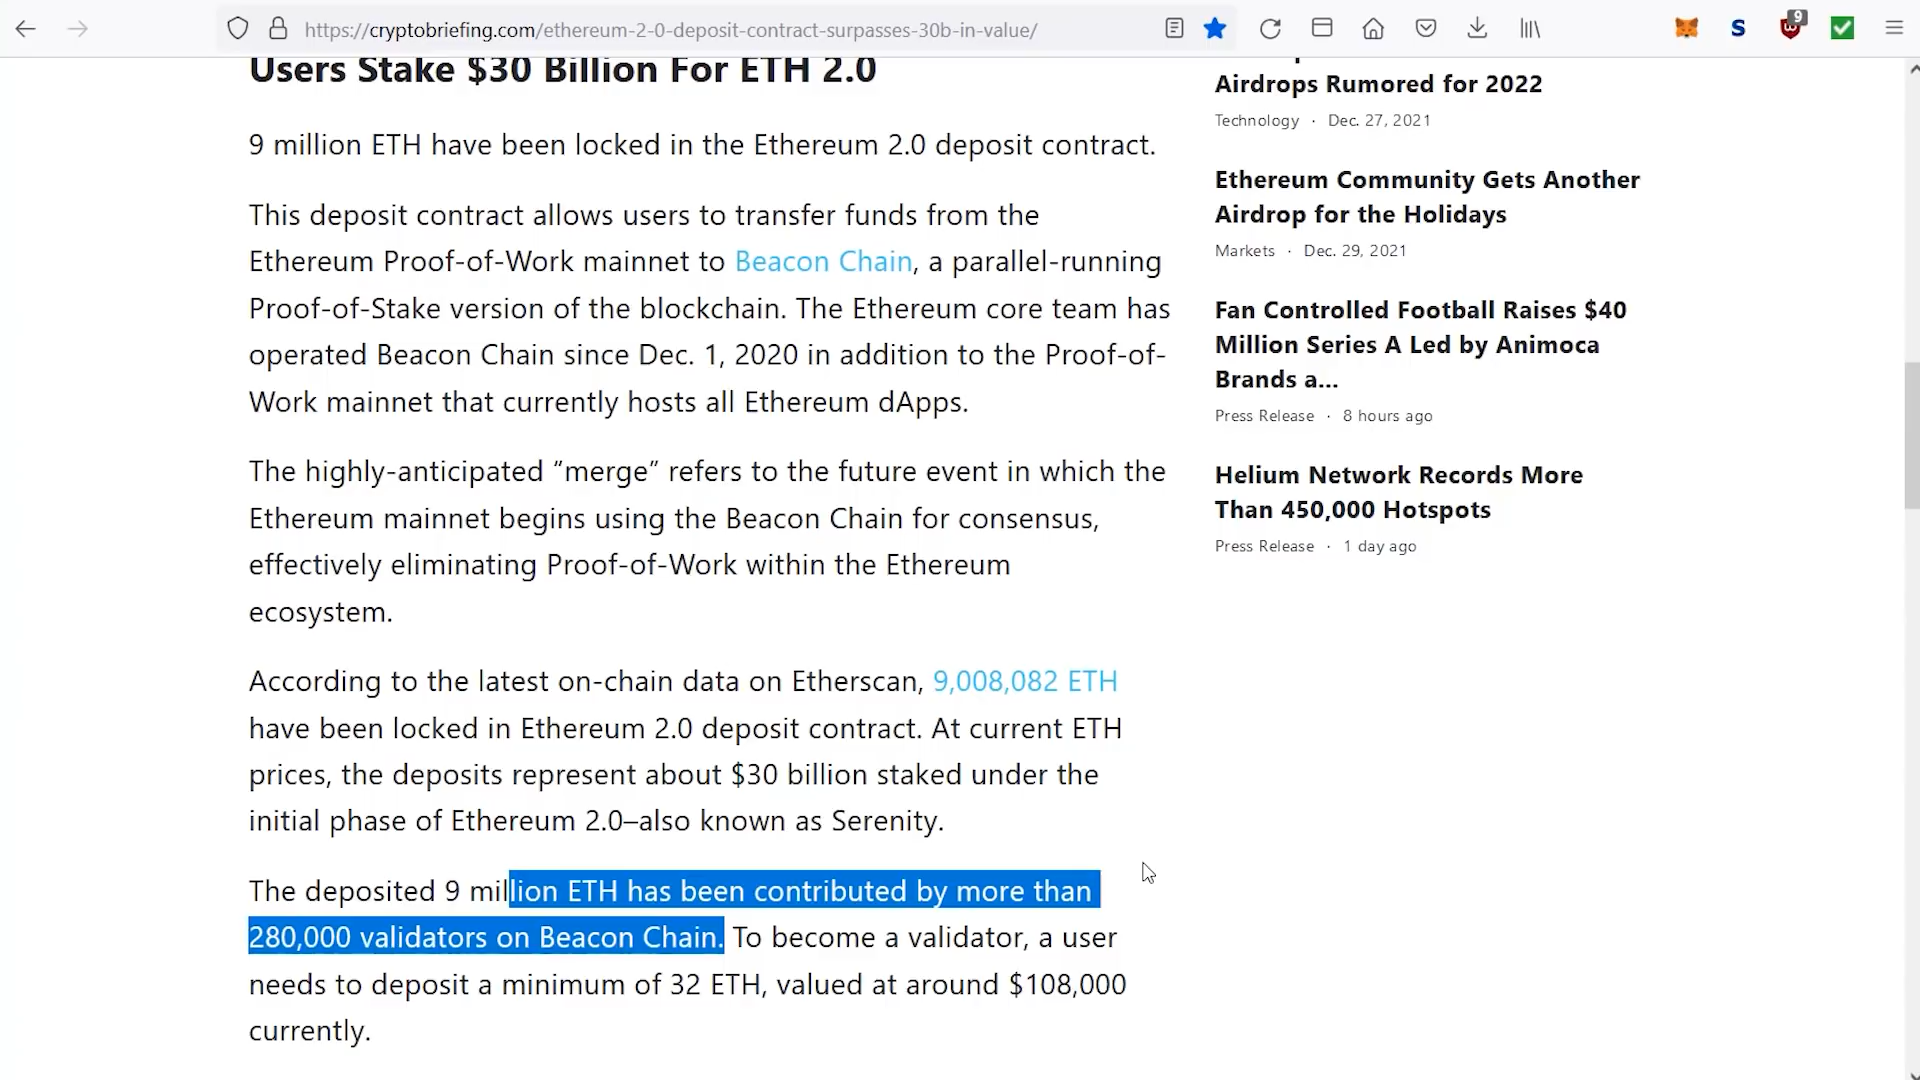 https://cryptobriefing.com/ethereum-2-0-deposit-contract-surpasses-30b-in-value/
S
9
Users Stake $30 Billion For ETH 2.0
9 million ETH have been locked in the Ethereum 2.0 deposit contract.
This deposit contract allows users to transfer funds from the
Ethereum Proof-of-Work mainnet to Beacon Chain, a parallel-running
Proof-of-Stake version of the blockchain. The Ethereum core team has
operated Beacon Chain since Dec. 1, 2020 in addition to the Proof-of-
Work mainnet that currently hosts all Ethereum dApps.
The highly-anticipated “merge” refers to the future event in which the
Ethereum mainnet begins using the Beacon Chain for consensus,
effectively eliminating Proof-of-Work within the Ethereum
ecosystem.
According to the latest on-chain data on Etherscan, 9,008,082 ETH
have been locked in Ethereum 2.0 deposit contract. At current ETH
prices, the deposits represent about $30 billion staked under the
initial phase of Ethereum 2.0–also known as Serenity.
The deposited 9 million ETH has been contributed by more than
280,000 validators on Beacon Chain. To become a validator, a user
needs to deposit a minimum of 32 ETH, valued at around $108,000
currently.
Airdrops Rumored for 2022
Technology · Dec. 27, 2021
Ethereum Community Gets Another
Airdrop for the Holidays
Markets · Dec. 29, 2021
Fan Controlled Football Raises $40
Million Series A Led by Animoca
Brands a...
Press Release · 8 hours ago
Helium Network Records More
Than 450,000 Hotspots
Press Release · 1 day ago